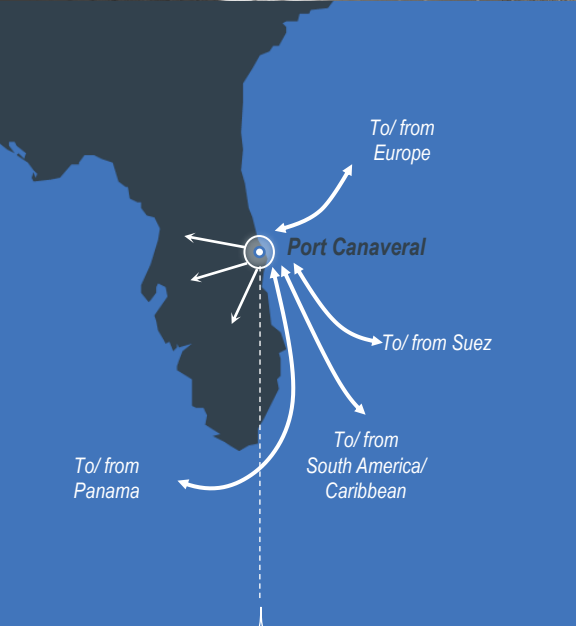 To/ from
Europe
Port Canaveral
To/ from Suez
To/ from
South America/
Caribbean
To/ from
Panama